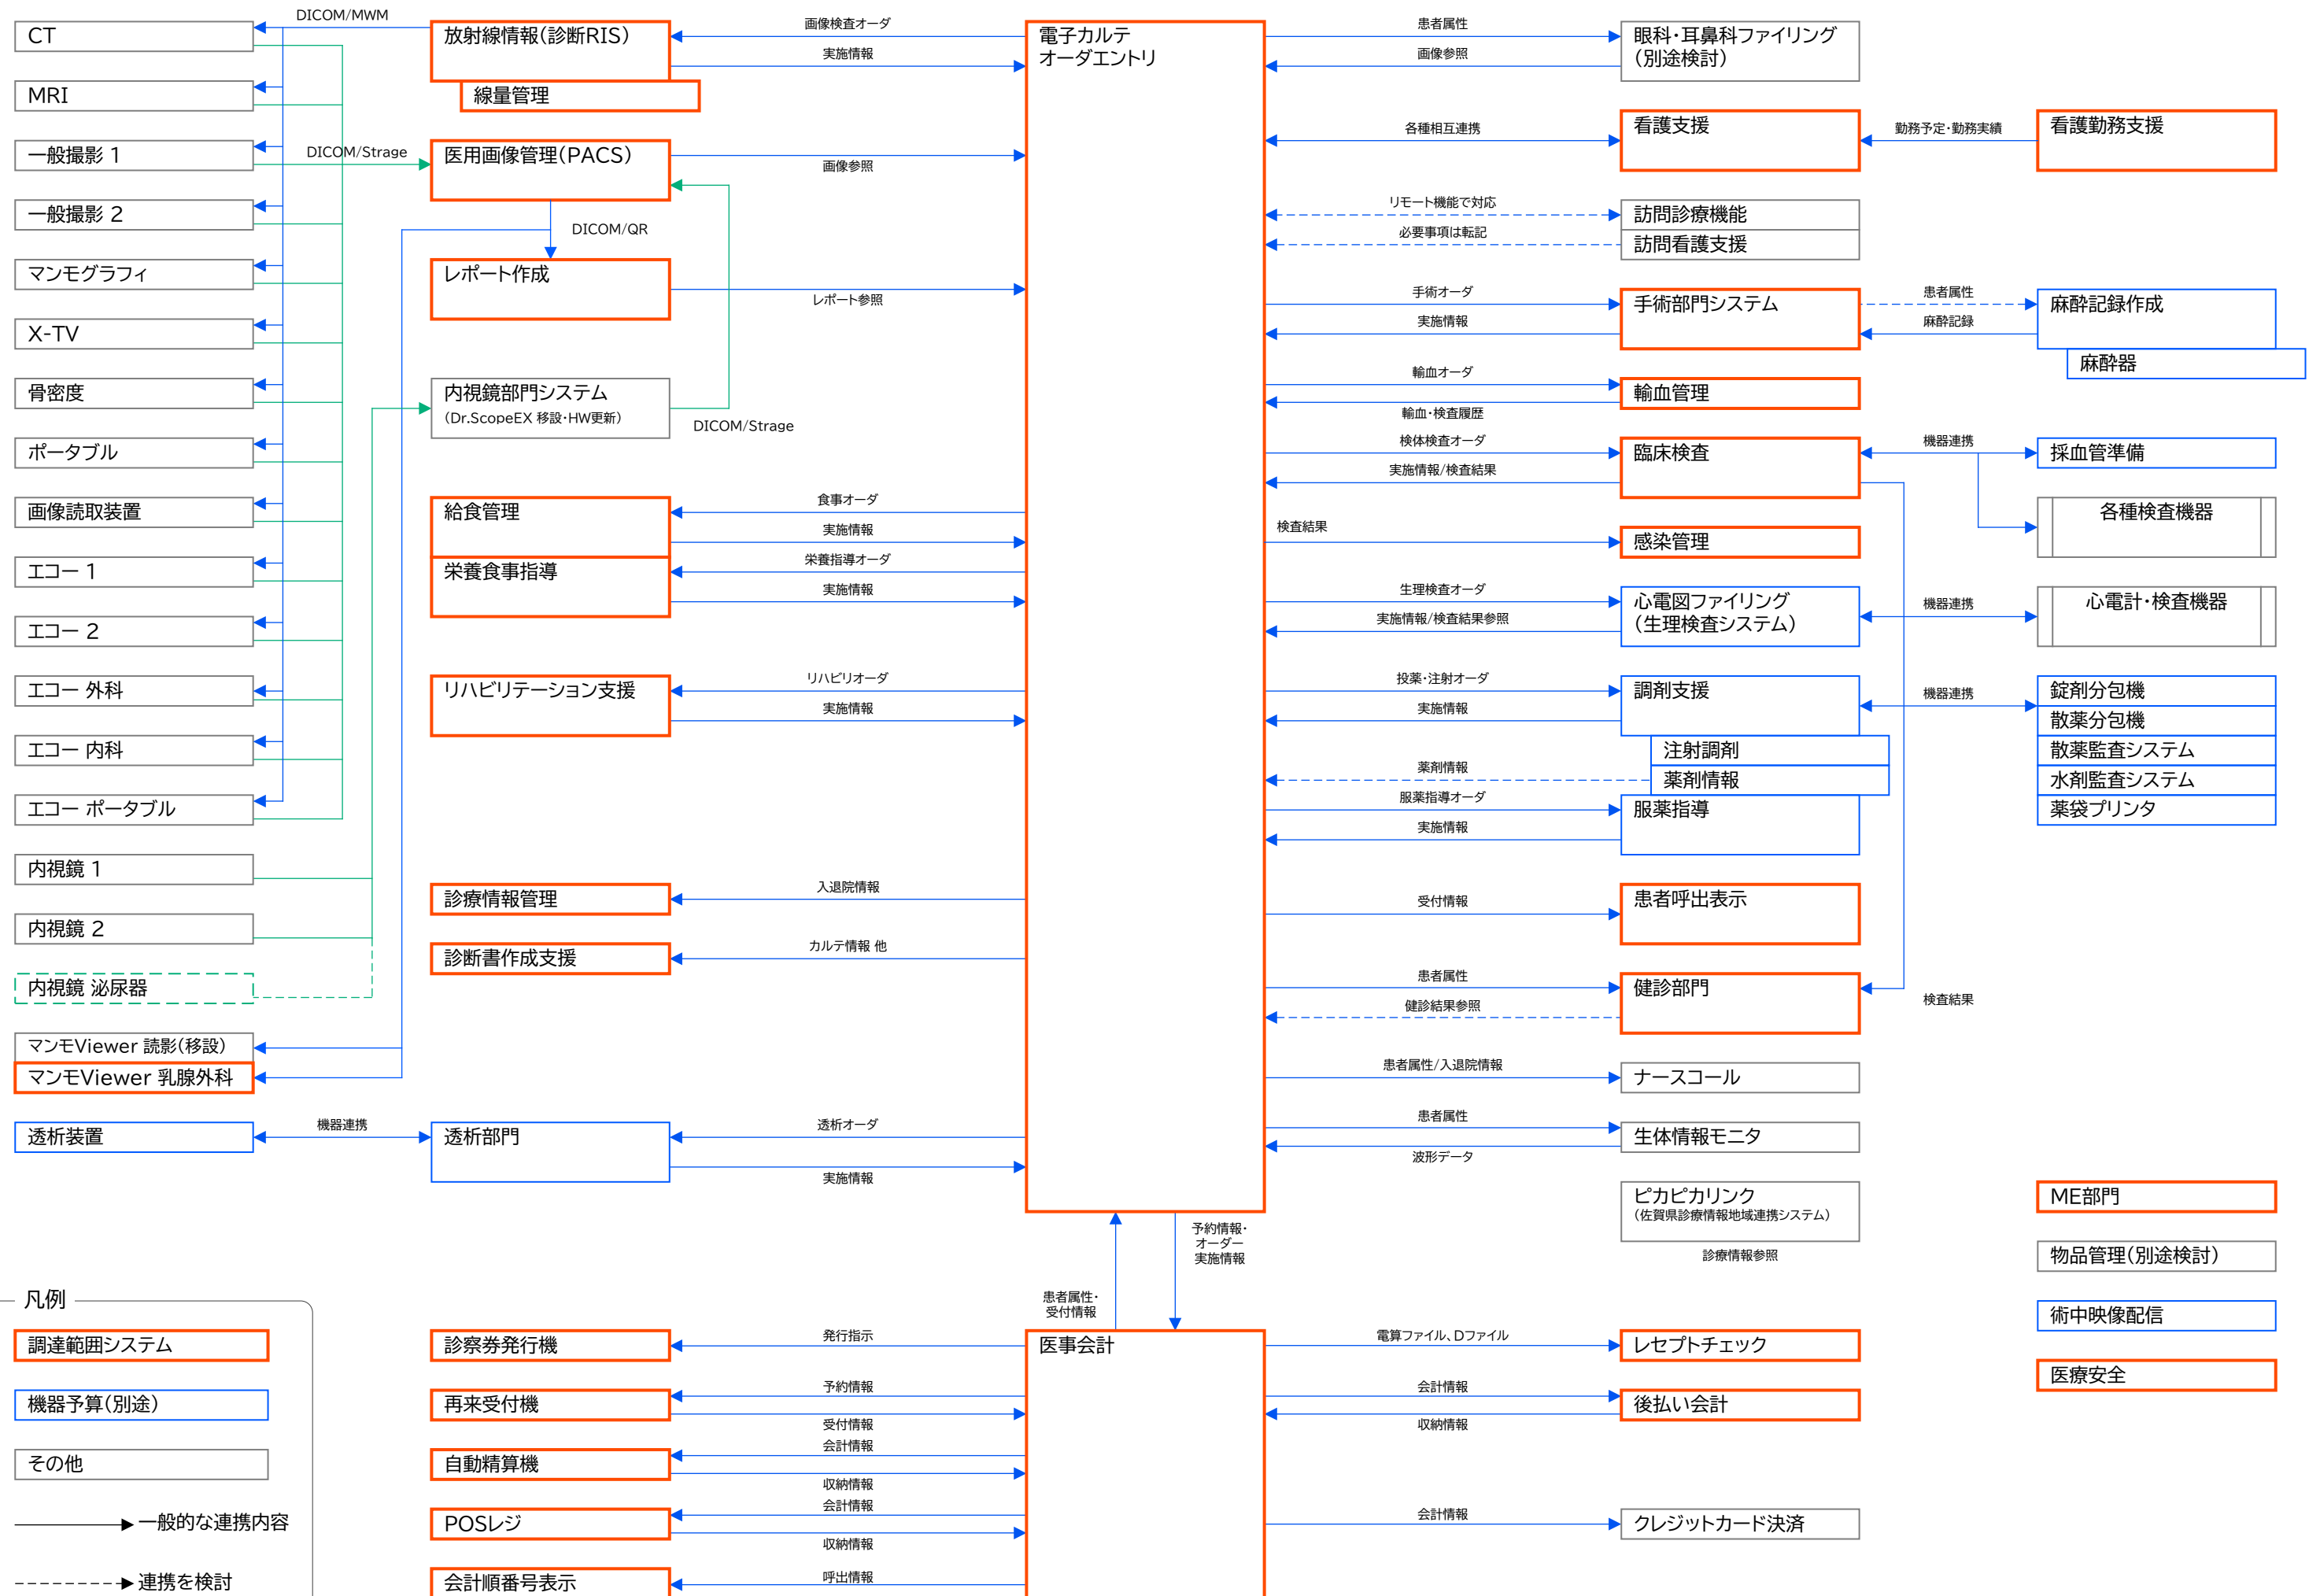 DICOM/MWM
CT
MRI
一般撮影 1
DICOM/Strage
一般撮影 2
マンモグラフィ
X-TV
骨密度
ポータブル
画像読取装置
エコー 1
エコー 2
エコー 外科
エコー 内科
エコー ポータブル
内視鏡 1
内視鏡 2
内視鏡 泌尿器
マンモViewer 読影(移設)
マンモViewer 乳腺外科
透析装置
機器連携
放射線情報(診断RIS)
線量管理
医用画像管理(PACS)
DICOM/QR
レポート作成
内視鏡部門システム
(Dr.ScopeEX 移設・HW更新)
DICOM/Strage
給食管理
栄養食事指導
リハビリテーション支援
診療情報管理
診断書作成支援
透析部門
画像検査オーダ
実施情報
画像参照
レポート参照
食事オーダ
実施情報
栄養指導オーダ
実施情報
リハビリオーダ
実施情報
入退院情報
カルテ情報 他
透析オーダ
実施情報
電子カルテ
オーダエントリ
患者属性
画像参照
各種相互連携
リモート機能で対応
必要事項は転記
手術オーダ
実施情報
輸血オーダ
輸血・検査履歴
検体検査オーダ
実施情報/検査結果
検査結果
生理検査オーダ
実施情報/検査結果参照
投薬・注射オーダ
実施情報
薬剤情報
服薬指導オーダ
実施情報
受付情報
患者属性
健診結果参照
患者属性/入退院情報
患者属性
波形データ
眼科・耳鼻科ファイリング
(別途検討)
看護支援
訪問診療機能
訪問看護支援
手術部門システム
輸血管理
臨床検査
感染管理
心電図ファイリング
(生理検査システム)
調剤支援
注射調剤
薬剤情報
服薬指導
患者呼出表示
健診部門
ナースコール
生体情報モニタ
ピカピカリンク
(佐賀県診療情報地域連携システム)
診療情報参照
勤務予定・勤務実績
患者属性
麻酔記録
機器連携
機器連携
機器連携
検査結果
看護勤務支援
麻酔記録作成
麻酔器
採血管準備
各種検査機器
心電計・検査機器
錠剤分包機
散薬分包機
散薬監査システム
水剤監査システム
薬袋プリンタ
ME部門
物品管理(別途検討)
術中映像配信
医療安全
予約情報・
オーダー
実施情報
患者属性・
受付情報
凡例
調達範囲システム
機器予算(別途)
その他
一般的な連携内容
連携を検討
診察券発行機
再来受付機
自動精算機
POSレジ
会計順番号表示
発行指示
予約情報
受付情報
会計情報
収納情報
会計情報
収納情報
呼出情報
医事会計
電算ファイル、Dファイル
会計情報
収納情報
会計情報
レセプトチェック
後払い会計
クレジットカード決済